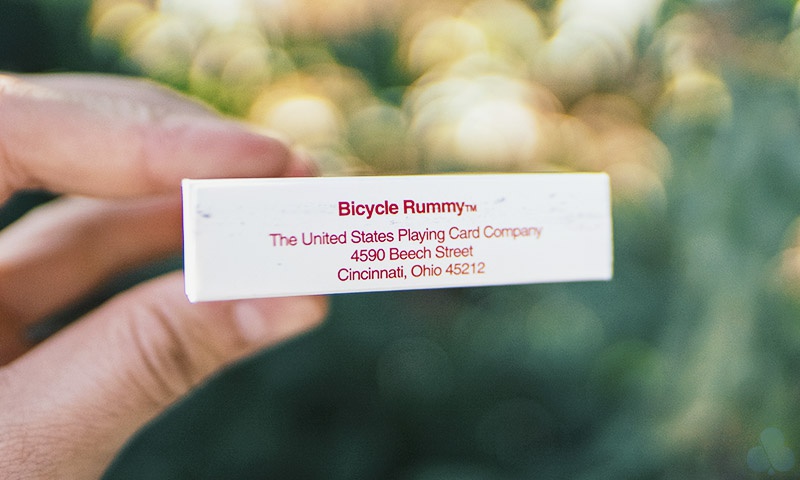 Bicycle Rummy™
The United States Playing Card Company
4590 Beech Street
Cincinnati, Ohio 45212